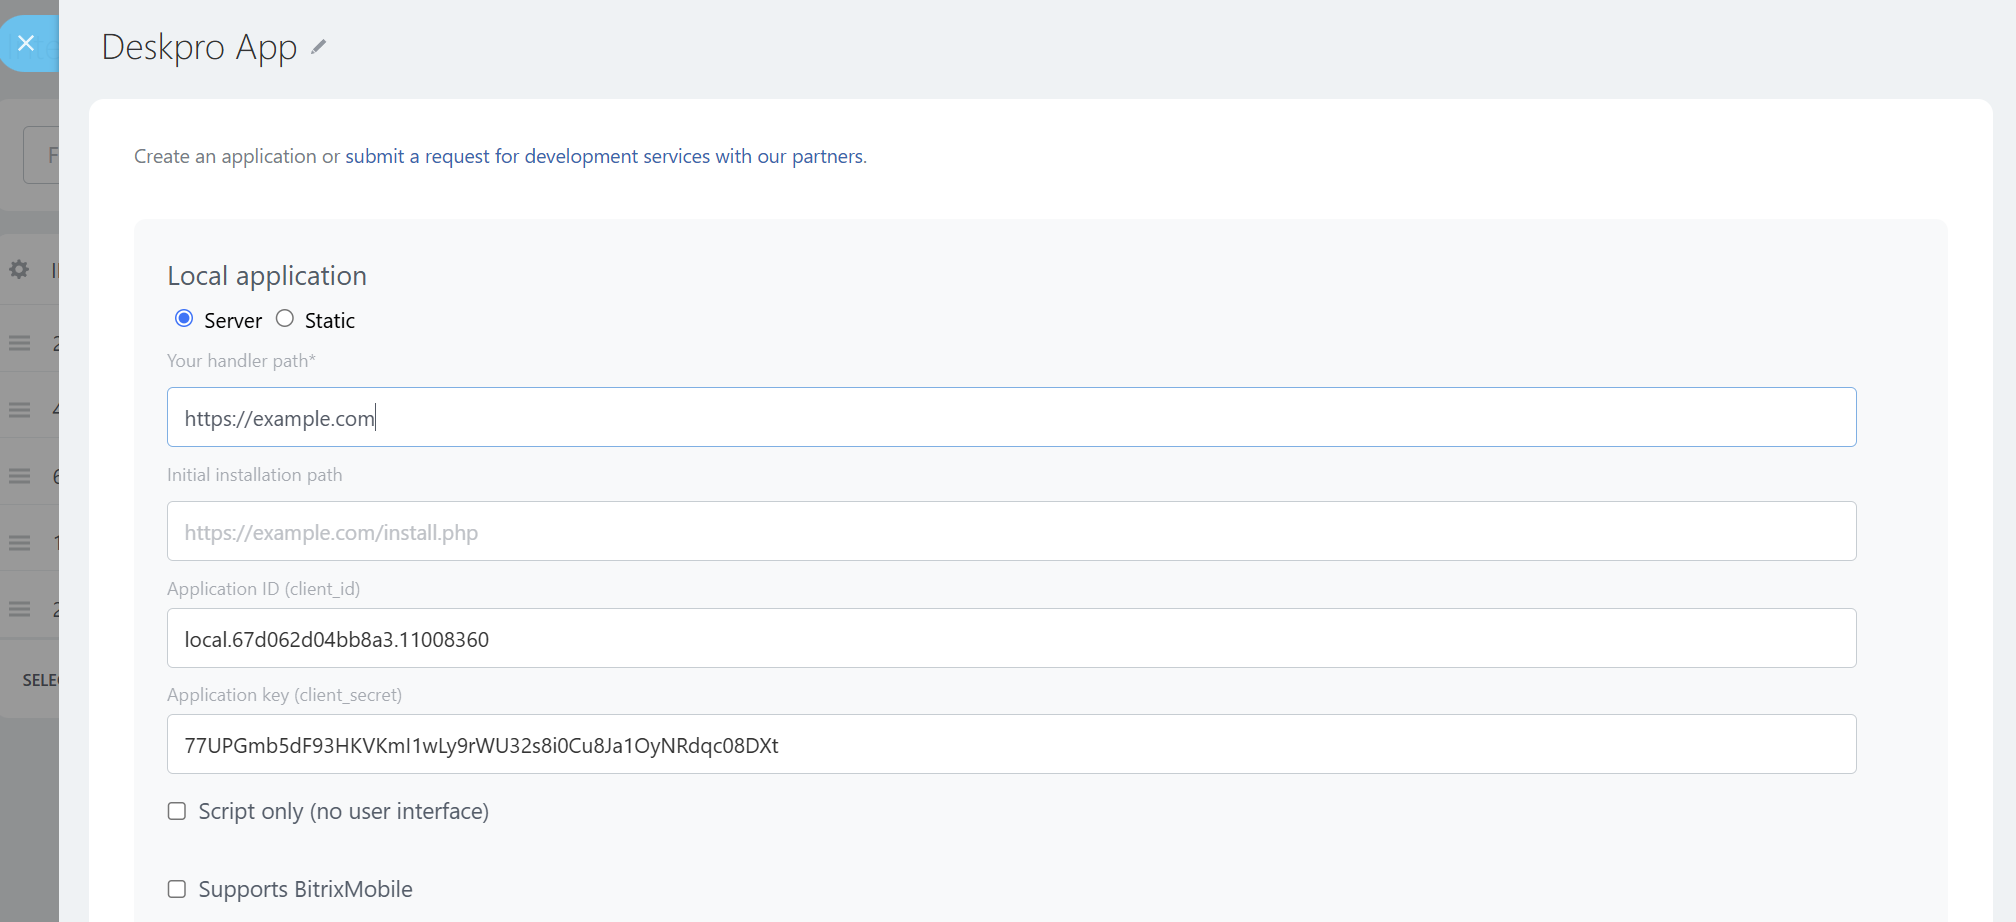 Deskpro App
Create an application or submit a request for development services with our partners.
Local application
Server Static
Your handler path*
https://example.com
Initial installation path
https://example.com/install.php
Application ID (client_id)
local.67d062d04bb8a3.11008360
Application key (client_secret)
77UPGmb5dF93HKVKmI1wLy9rWU32s8i0Cu8Ja1OyNRdqc08DXt
Script only (no user interface)
Supports BitrixMobile